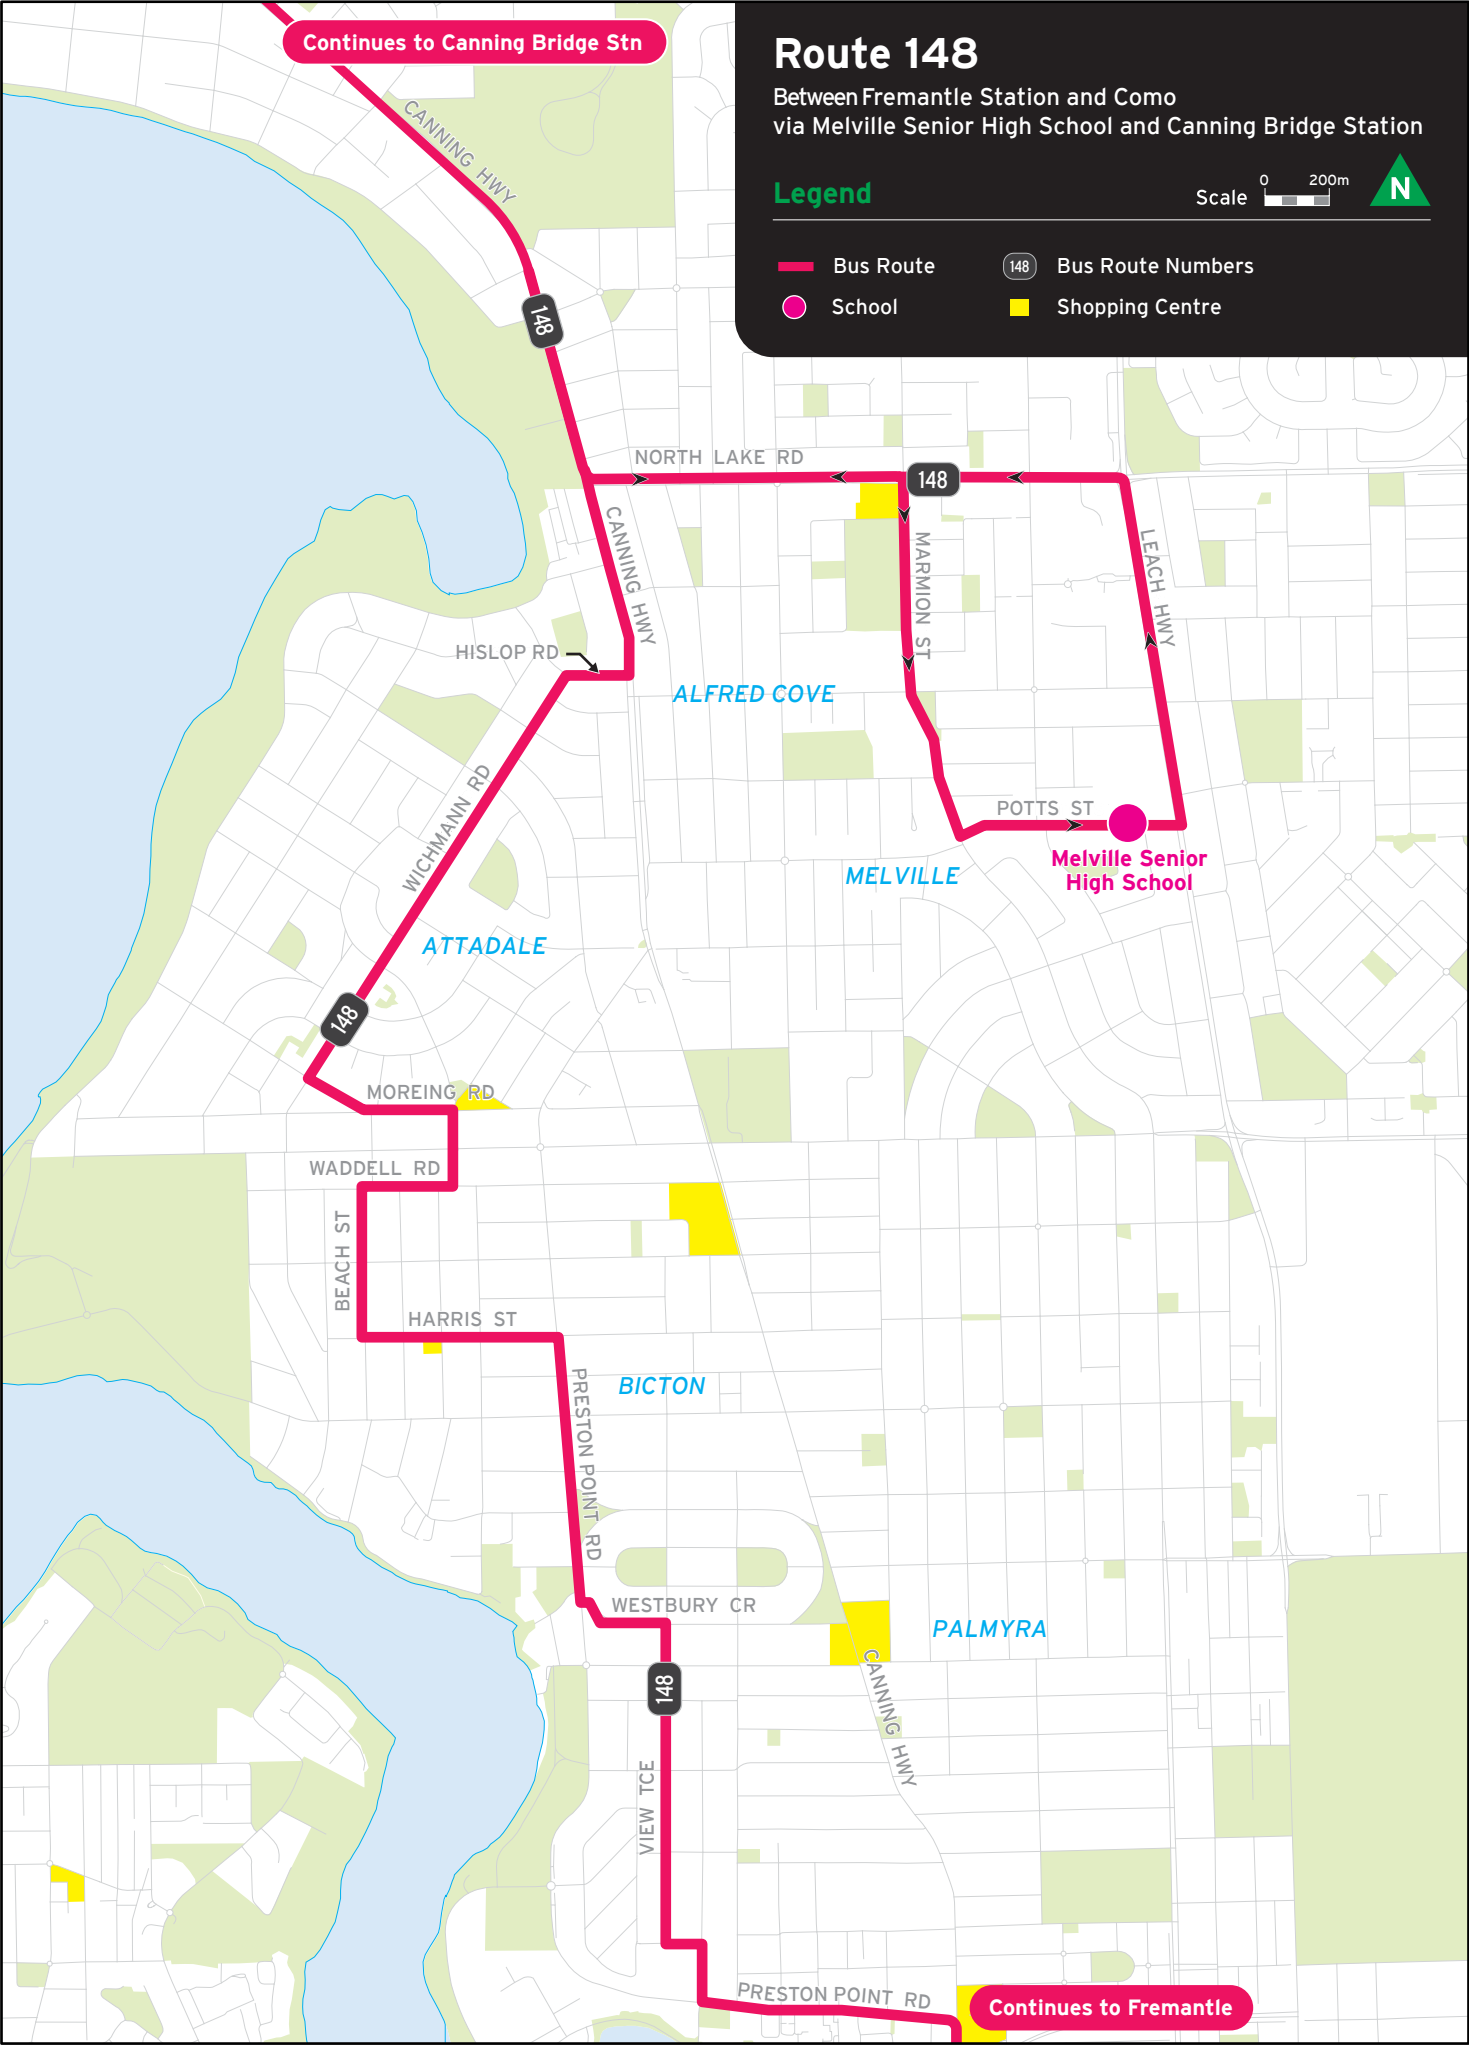 Continues to Canning Bridge Stn
Route 148
Between Fremantle Station and Como
via Melville Senior High School and Canning Bridge Station
Legend
Scale
0 200m
N
Bus Route
148 Bus Route Numbers
School
Shopping Centre
CANNING HWY
148
NORTH LAKE RD
148
CANNING HWY
MARMION ST
LEACH HWY
HISLOP RD
ALFRED COVE
WICHMANN RD
POTTS ST
Melville Senior
High School
MELVILLE
ATTADALE
148
MOREING RD
WADDELL RD
BEACH ST
HARRIS ST
PRESTON POINT RD
BICTON
WESTBURY CR
PALMYRA
148
CANNING HWY
VIEW TCE
PRESTON POINT RD
Continues to Fremantle